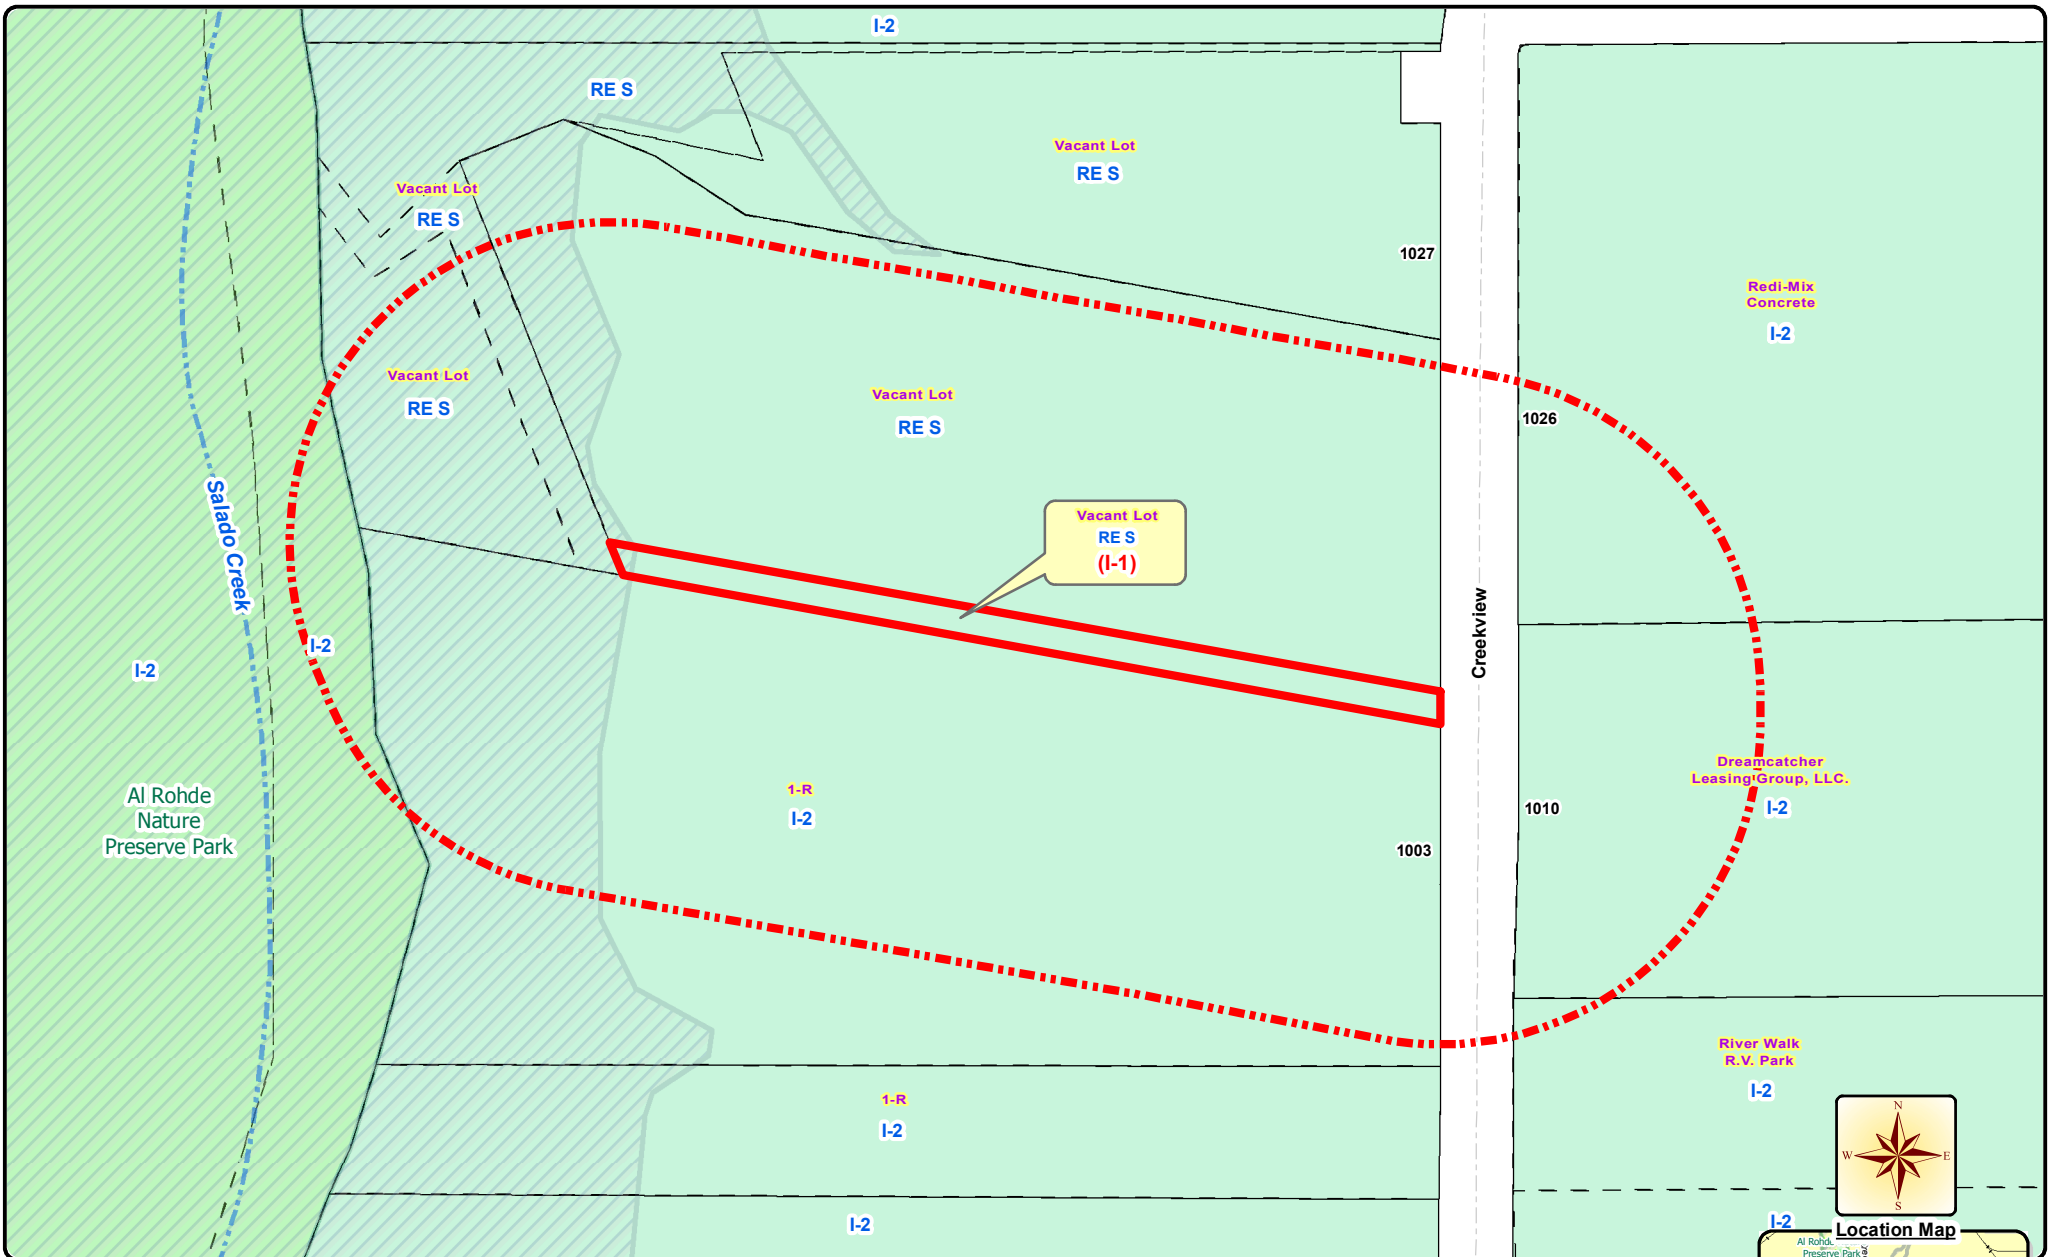 I-2
RE S
Vacant Lot
RE S
Vacant Lot
RE S
1027
Redi-Mix
Concrete
I-2
Vacant Lot
RE S
Vacant Lot
RE S
1026
Salado Creek
Vacant Lot
RE S
(I-1)
Creekview
I-2
I-2
Al Rohde
Nature
Preserve Park
1-R
I-2
1003
1010
Dreamcatcher
Leasing Group, LLC.
I-2
River Walk
R.V. Park
I-2
1-R
I-2
N
W
E
S
I-2
I-2
Location Map
Preserve Park